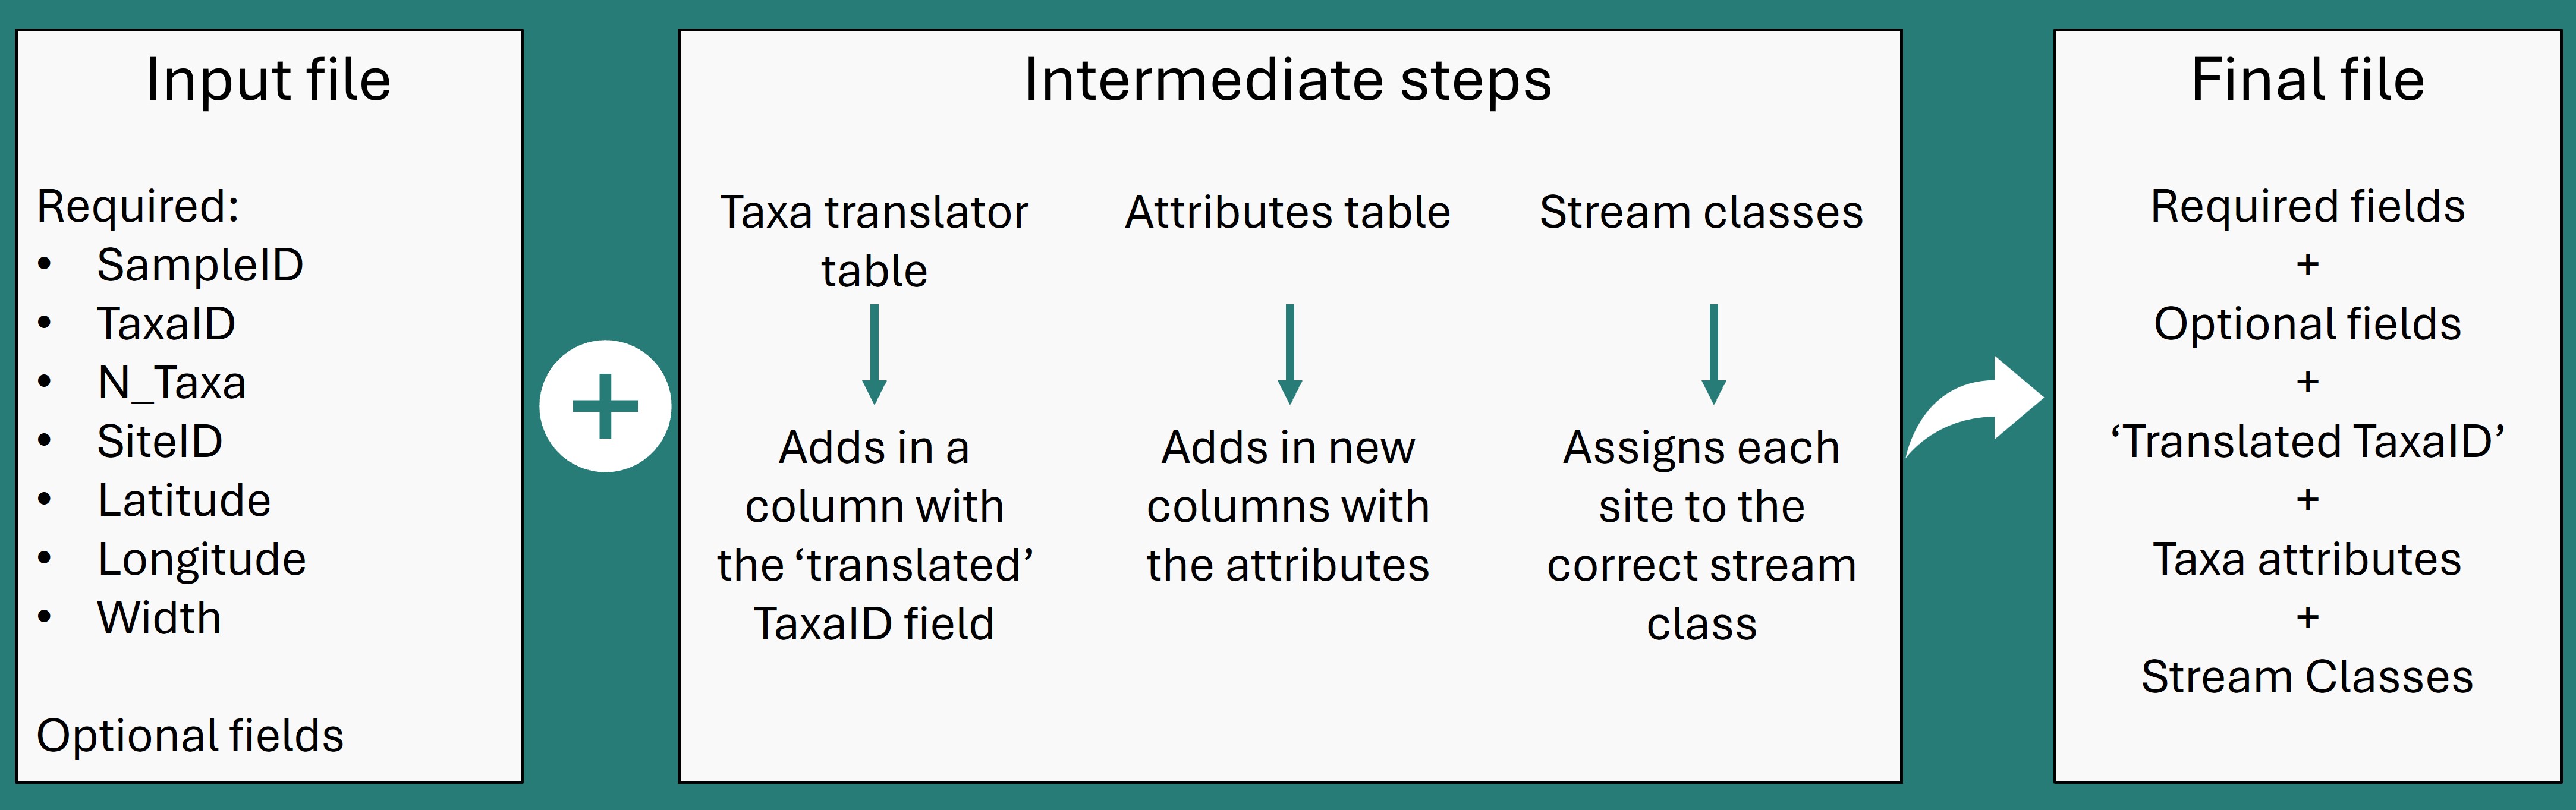 Input file
Required:
• SampleID
• TaxaID
• N_Taxa
• SiteID
• Latitude
• Longitude
• Width
Optional fields
+
Intermediate steps
Taxa translator
table
Adds in a
column with
the ‘translated’
TaxaID field
Attributes table
Adds in new
columns with
the attributes
Stream classes
Assigns each
site to the
correct stream
class
Final file
Required fields
+
Optional fields
+
‘Translated TaxaID’
+
Taxa attributes
+
Stream Classes